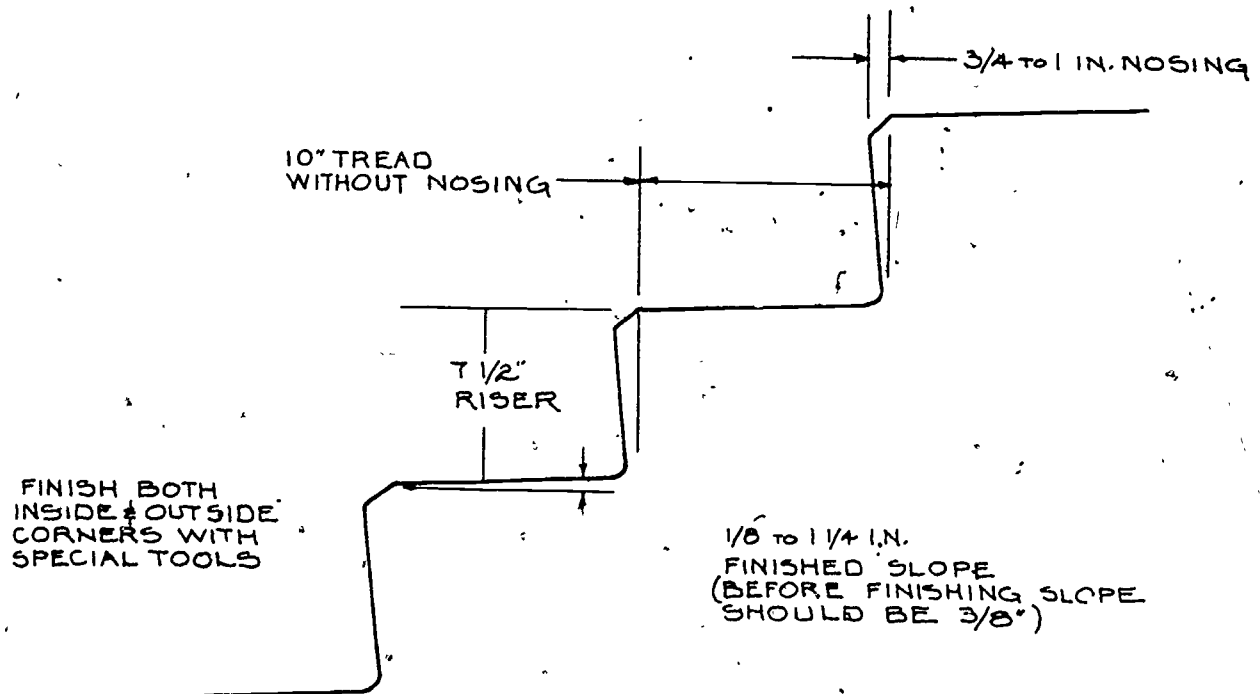 3/4 TO 1 IN. NOSING
10" TREAD
WITHOUT NOSING
7 1/2"
RISER
FINISH BOTH
INSIDE & OUTSIDE
CORNERS WITH
SPECIAL TOOLS
1/8 TO 1 1/4 IN.
FINISHED SLOPE
(BEFORE FINISHING SLOPE
SHOULD BE 3/8")